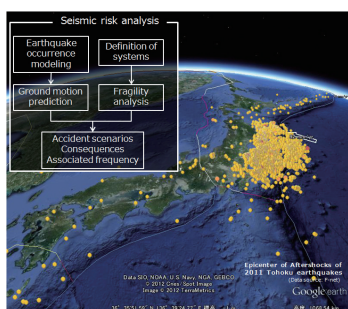 Seismic risk analysis
Earthquake
occurrence
modeling
Definition of
systems
Ground motion
prediction
Fragility
analysis
Accident scenarios
Consequences
Associated frequency
Epicenter of Aftershocks of
2011 Tohoku earthquakes
(Data source: F-net)
Data SIO, NOAA, U.S. Navy, NGA, GEBCO
© 2012 Cnes/Spot Image
Image © 2012 TerraMetrics
Google earth